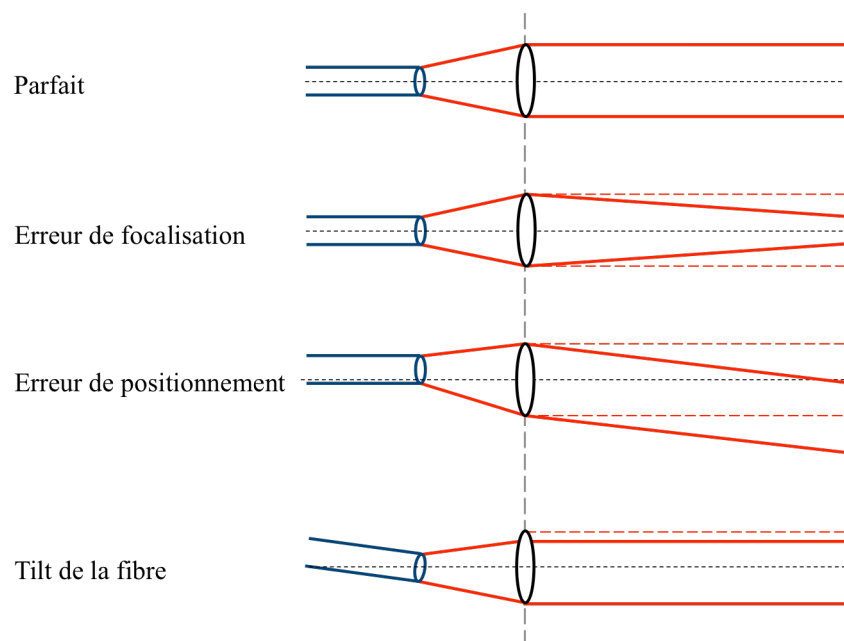 Parfait
Erreur de focalisation
Erreur de positionnement
Tilt de la fibre